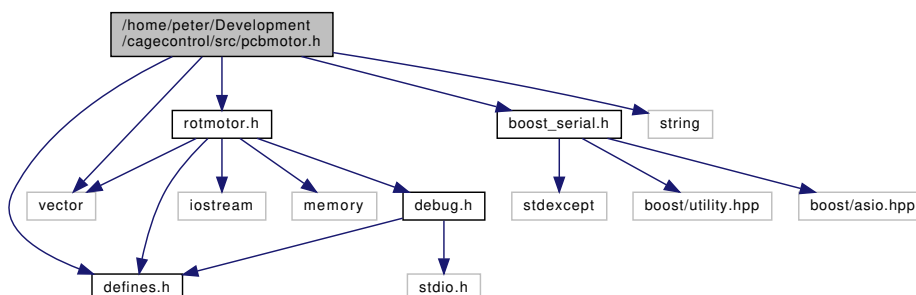 /home/peter/Development
/cagecontrol/src/pcbmotor.h
rotmotor.h
boost_serial.h
string
vector
iostream
memory
debug.h
stdexcept
boost/utility.hpp
boost/asio.hpp
defines.h
stdio.h